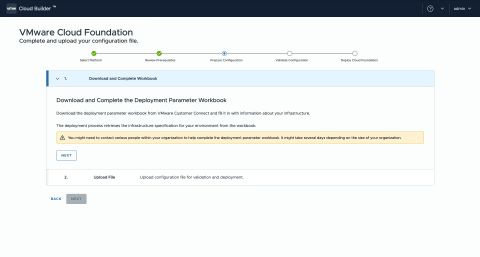 vmw Cloud Builder ™
admin
VMware Cloud Foundation
Complete and upload your configuration file.
Select Platform
Review Prerequisites
Prepare Configuration
Validate Configuration
Deploy Cloud Foundation
1. Download and Complete Workbook
Download and Complete the Deployment Parameter Workbook
Download the deployment parameter workbook from VMware Customer Connect and fill it in with information about your infrastructure.
The deployment process retrieves the infrastructure specification for your environment from the workbook.
You might need to contact various people within your organization to help complete the deployment parameter workbook. It might take several days depending on the size of your organization.
NEXT
2. Upload File Upload configuration file for validation and deployment.
BACK NEXT